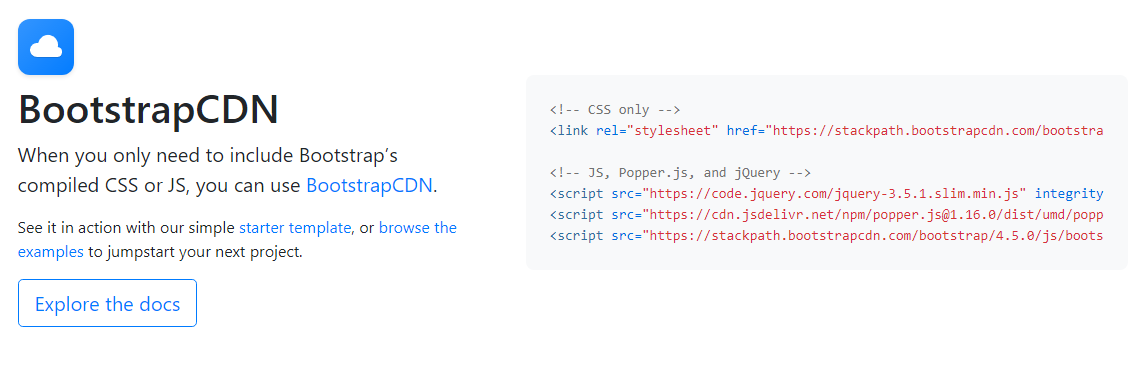 BootstrapCDN
When you only need to include Bootstrap’s
compiled CSS or JS, you can use BootstrapCDN.
See it in action with our simple starter template, or browse the
examples to jumpstart your next project.
Explore the docs
<!-- CSS only -->
<link rel="stylesheet" href="https://stackpath.bootstrapcdn.com/bootstra
<!-- JS, Popper.js, and jQuery -->
<script src="https://code.jquery.com/jquery-3.5.1.slim.min.js" integrity
<script src="https://cdn.jsdelivr.net/npm/popper.js@1.16.0/dist/umd/popp
<script src="https://stackpath.bootstrapcdn.com/bootstrap/4.5.0/js/boots